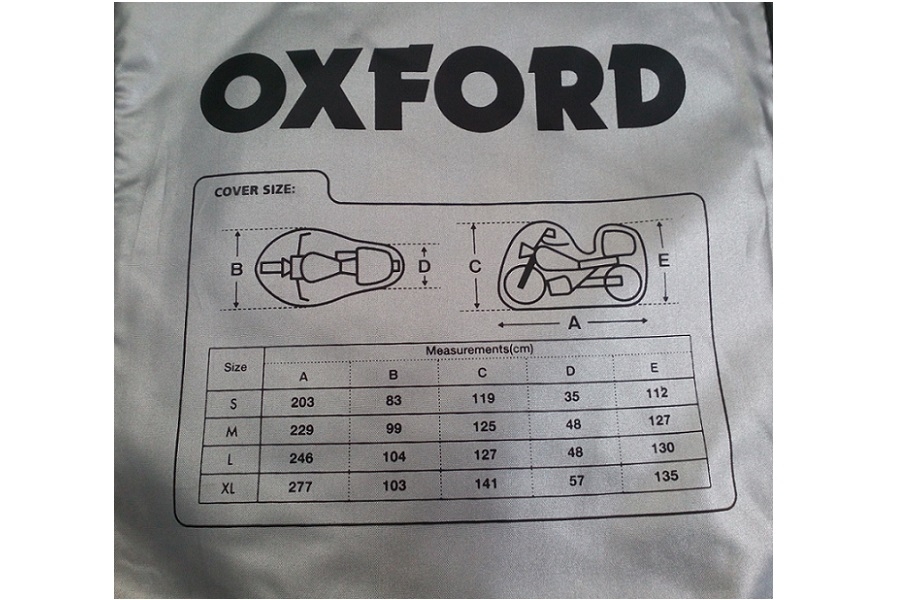 OXFORD
COVER SIZE:
B D C E
A
Measurements(cm)
Size A B C D E
S 203 83 119 35 112
M 229 99 125 48 127
L 246 104 127 48 130
XL 277 103 141 57 135